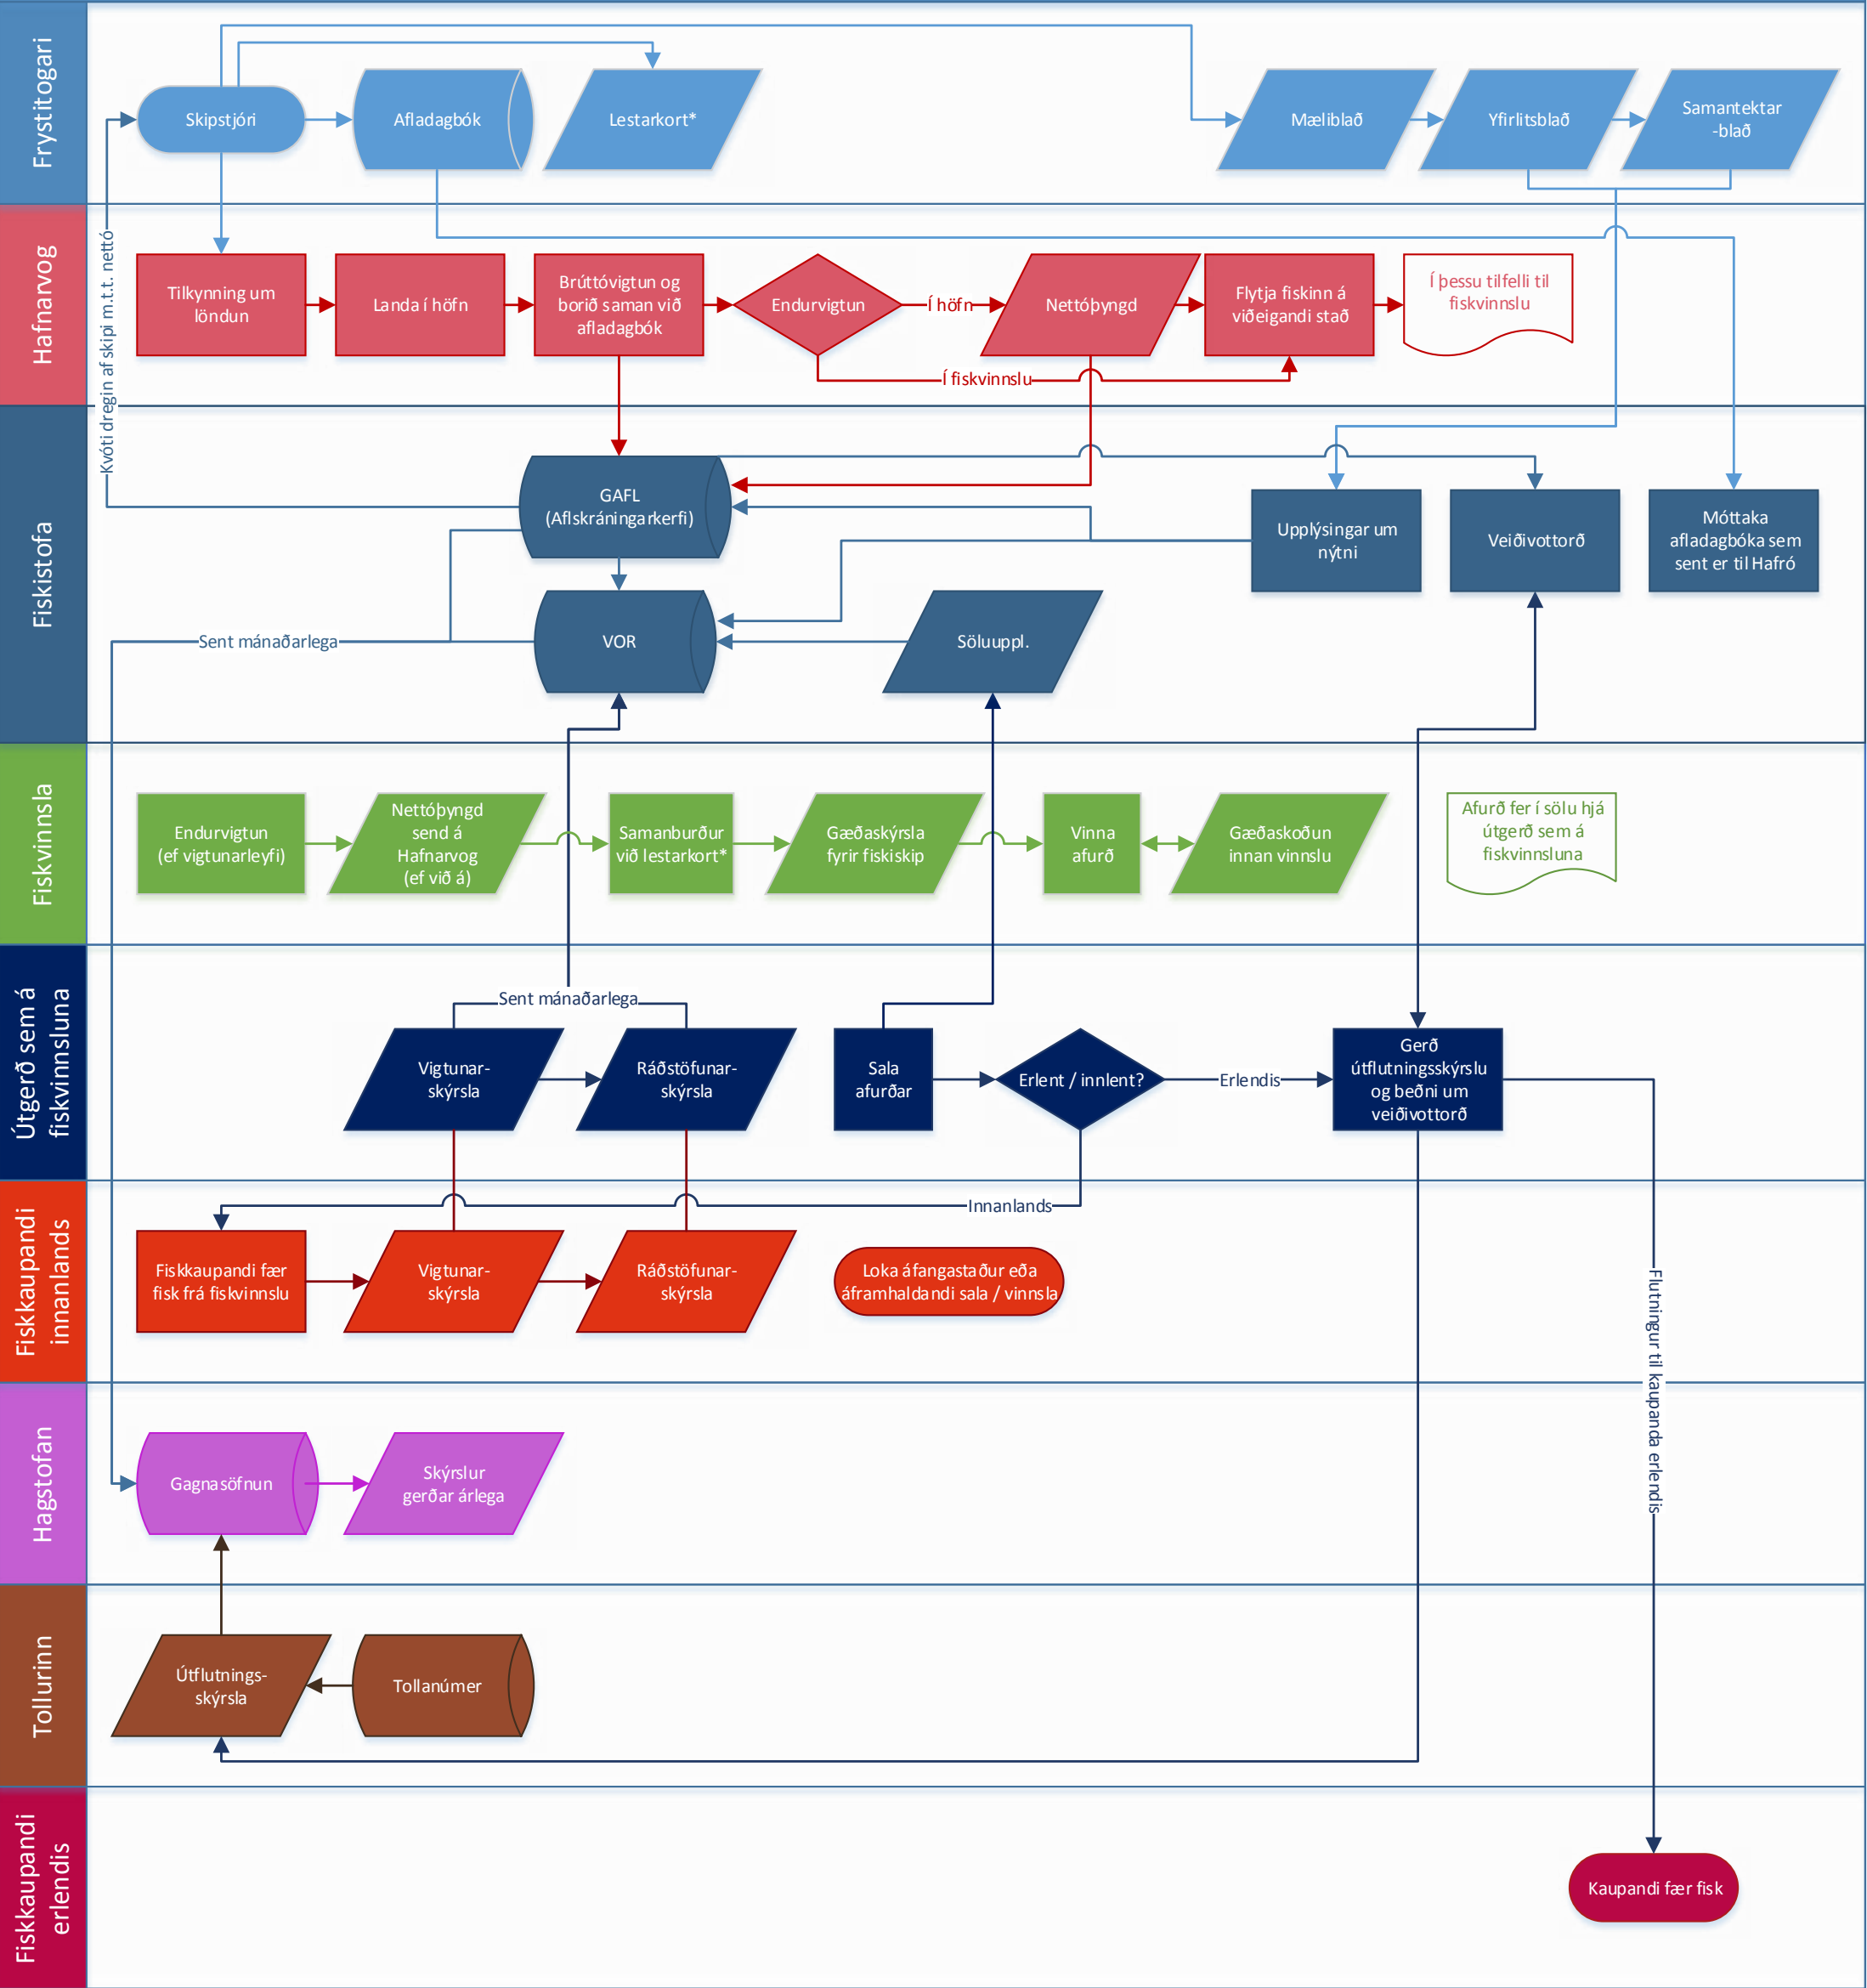 Frystitogari
Skipstjóri
Afladagbók
Lestarkort*
Mæliblað
Yfirlitsblað
Samantektar
-blað
Kvóti dregin af skipi m.t.t. nettó
Hafnarvog
Tilkynning um
löndun
Landa í höfn
Brúttóvigtun og
borið saman við
afladagbók
Endurvigtun
Í höfn
Nettóþyngd
Flytja fiskinn á
viðeigandi stað
Í þessu tilfelli til
fiskvinnslu
Í fiskvinnslu
Fiskistofa
GAFL
(Aflskráningarkerfi)
Upplýsingar um
nýtni
Veiðivottorð
Móttaka
afladagbóka sem
sent er til Hafró
Sent mánaðarlega
VOR
Söluuppl.
Fiskvinnsla
Endurvigtun
(ef vigtunarleyfi)
Nettóþyngd
send á
Hafnarvog
(ef við á)
Samanburður
við lestarkort*
Gæðaskýrsla
fyrir fiskiskip
Vinna
afurð
Gæðaskoðun
innan vinnslu
Afurð fer í sölu hjá
útgerð sem á
fiskvinnsluna
Útgerð sem á
fiskvinnsluna
Sent mánaðarlega
Vigtunar-
skýrsla
Ráðstöfunar-
skýrsla
Sala
afurðar
Erlent / innlent?
Erlendis
Gerð
útflutningsskýrslu
og beðni um
veiðivottorð
Fiskkaupandi
innanlands
Innanlands
Fiskkaupandi fær
fisk frá fiskvinnslu
Vigtunar-
skýrsla
Ráðstöfunar-
skýrsla
Loka áfangastaður eða
áframhaldandi sala / vinnsla
Flutningur til kaupanda erlendis
Hagstofan
Gagnasöfnun
Skýrslur
gerðar árlega
Tollurinn
Útflutnings-
skýrsla
Tollanúmer
Fiskkaupandi
erlendis
Kaupandi fær fisk